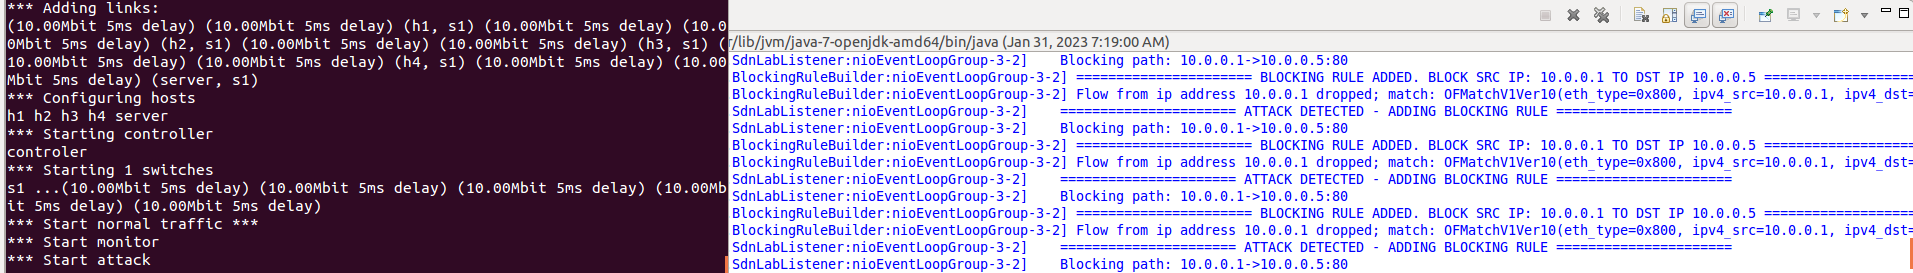 *** Adding links:
(10.00Mbit 5ms delay) (10.00Mbit 5ms delay) (h1, s1) (10.00Mbit 5ms delay) (10.0
0Mbit 5ms delay) (h2, s1) (10.00Mbit 5ms delay) (10.00Mbit 5ms delay) (h3, s1) (
10.00Mbit 5ms delay) (10.00Mbit 5ms delay) (h4, s1) (10.00Mbit 5ms delay) (10.00
Mbit 5ms delay) (server, s1)
*** Configuring hosts
h1 h2 h3 h4 server
*** Starting controller
controler
*** Starting 1 switches
s1 ...(10.00Mbit 5ms delay) (10.00Mbit 5ms delay) (10.00Mbit 5ms delay) (10.00Mb
it 5ms delay) (10.00Mbit 5ms delay)
*** Start normal traffic ***
*** Start monitor
*** Start attack
r/lib/jvm/java-7-openjdk-amd64/bin/java (Jan 31, 2023 7:19:00 AM)
SdnLabListener:nioEventLoopGroup-3-2] Blocking path: 10.0.0.1->10.0.0.5:80
BlockingRuleBuilder:nioEventLoopGroup-3-2] ====================== BLOCKING RULE ADDED. BLOCK SRC IP: 10.0.0.1 TO DST IP 10.0.0.5 ===================
BlockingRuleBuilder:nioEventLoopGroup-3-2] Flow from ip address 10.0.0.1 dropped; match: OFMatchV1Ver10(eth_type=0x800, ipv4_src=10.0.0.1, ipv4_dst=
SdnLabListener:nioEventLoopGroup-3-2] ====================== ATTACK DETECTED - ADDING BLOCKING RULE ======================
SdnLabListener:nioEventLoopGroup-3-2] Blocking path: 10.0.0.1->10.0.0.5:80
BlockingRuleBuilder:nioEventLoopGroup-3-2] ====================== BLOCKING RULE ADDED. BLOCK SRC IP: 10.0.0.1 TO DST IP 10.0.0.5 ===================
BlockingRuleBuilder:nioEventLoopGroup-3-2] Flow from ip address 10.0.0.1 dropped; match: OFMatchV1Ver10(eth_type=0x800, ipv4_src=10.0.0.1, ipv4_dst=
SdnLabListener:nioEventLoopGroup-3-2] ====================== ATTACK DETECTED - ADDING BLOCKING RULE ======================
SdnLabListener:nioEventLoopGroup-3-2] Blocking path: 10.0.0.1->10.0.0.5:80
BlockingRuleBuilder:nioEventLoopGroup-3-2] ====================== BLOCKING RULE ADDED. BLOCK SRC IP: 10.0.0.1 TO DST IP 10.0.0.5 ===================
BlockingRuleBuilder:nioEventLoopGroup-3-2] Flow from ip address 10.0.0.1 dropped; match: OFMatchV1Ver10(eth_type=0x800, ipv4_src=10.0.0.1, ipv4_dst=
SdnLabListener:nioEventLoopGroup-3-2] ====================== ATTACK DETECTED - ADDING BLOCKING RULE ======================
SdnLabListener:nioEventLoopGroup-3-2] Blocking path: 10.0.0.1->10.0.0.5:80